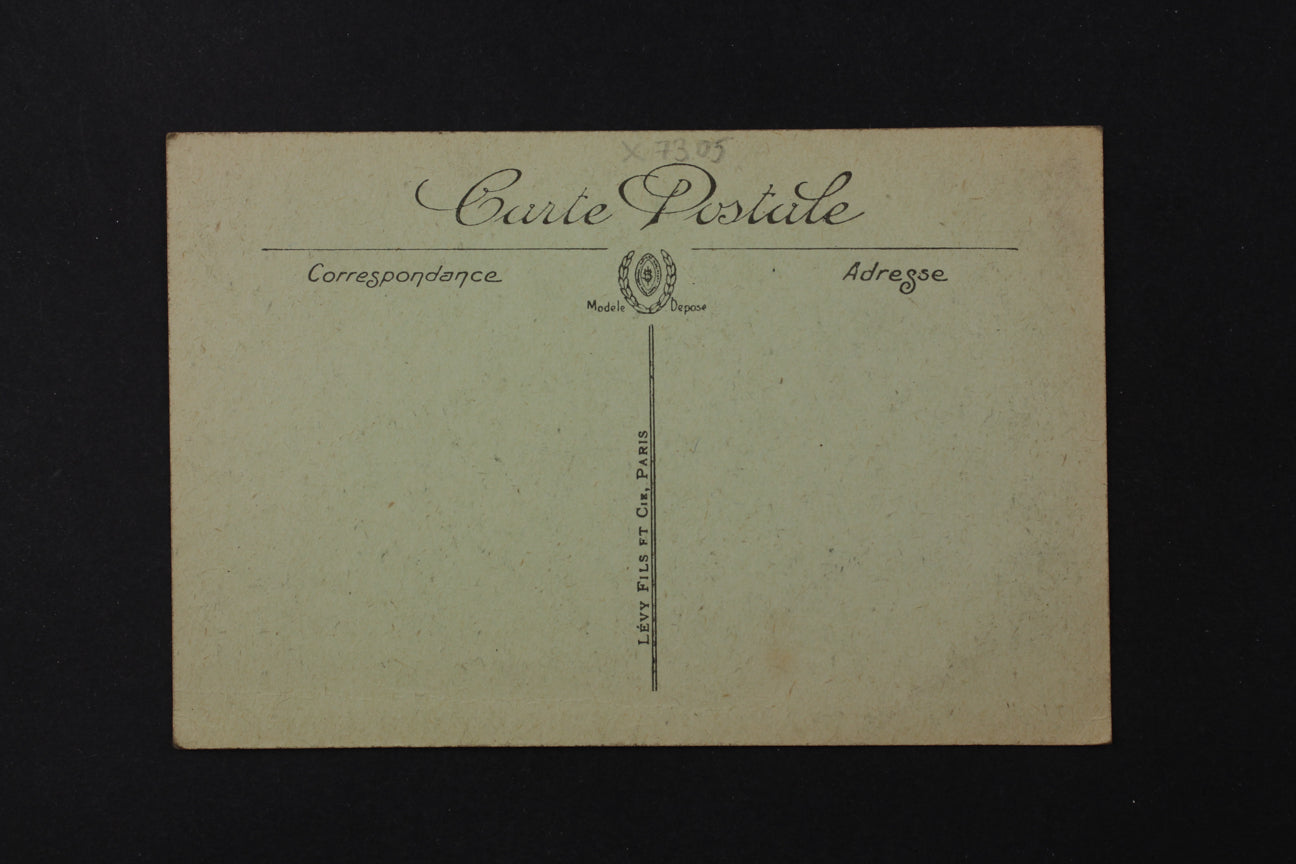 X 7305
Carte Postale
Correspondance
Adresse
Modele Depose
LÉVY FILS ET CIE, PARIS